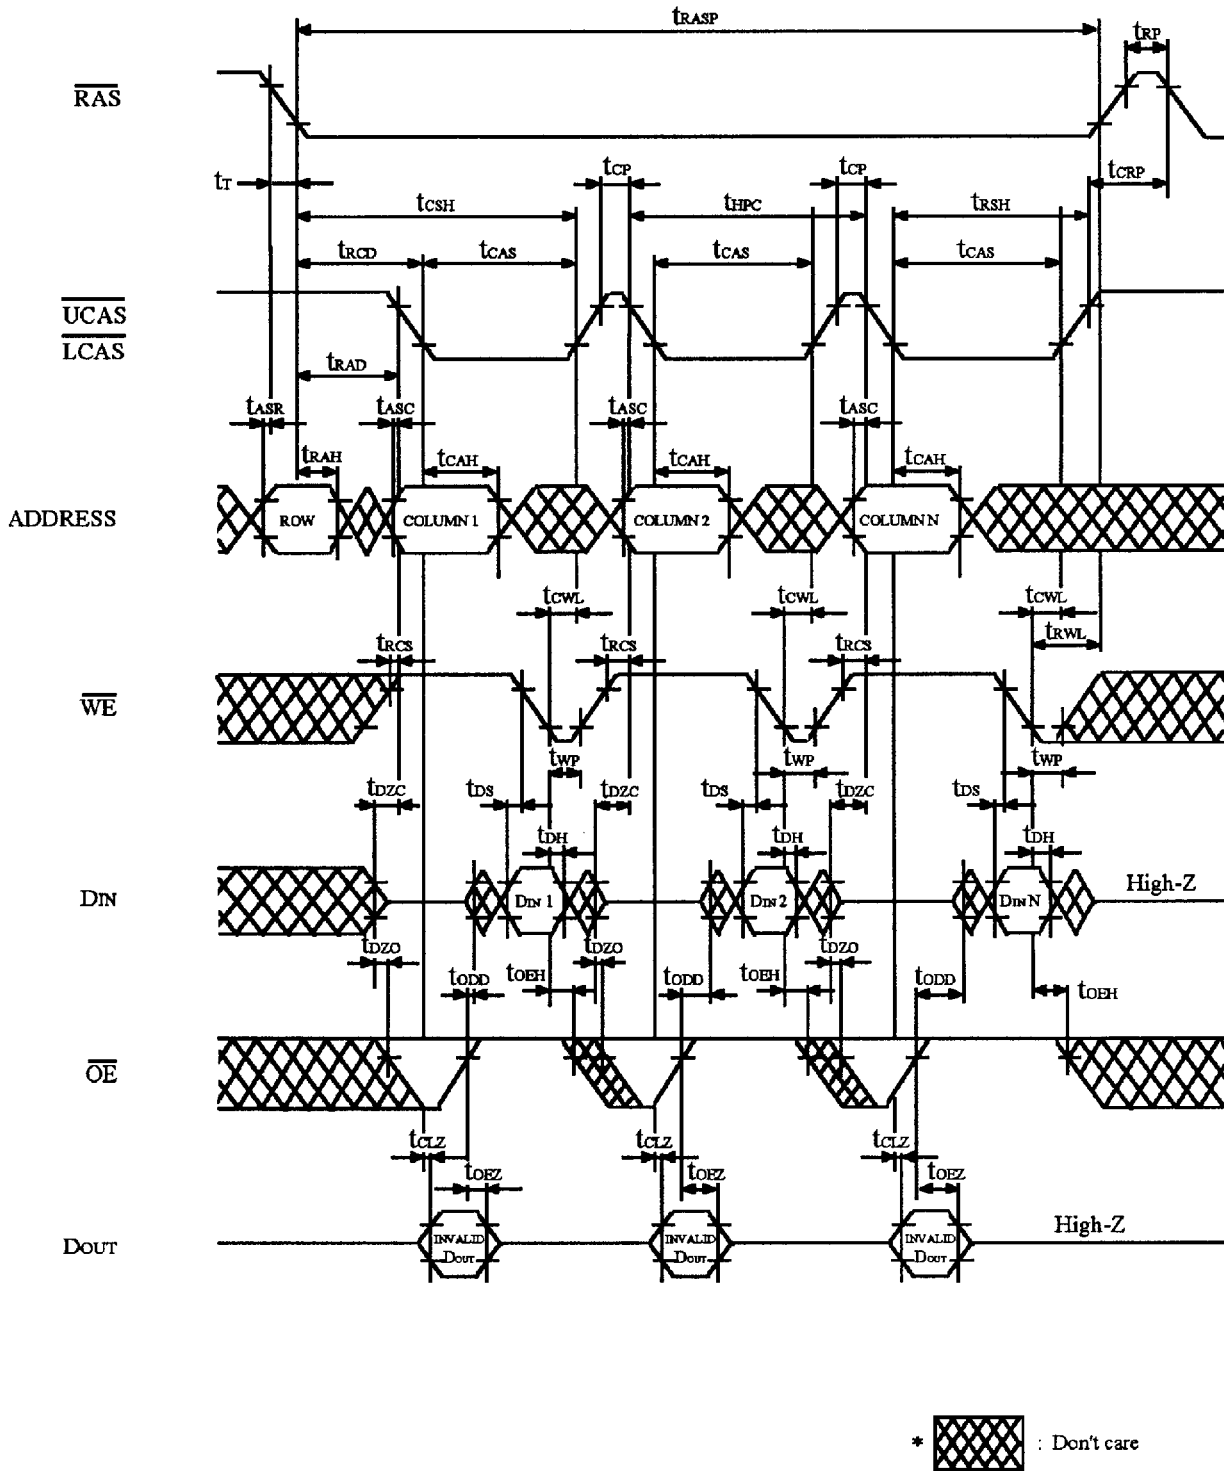 tRASP
tRP
RAS
tT
tCP
tCP
tCRP
tCSH
tHPC
tRSH
tRCD
tCAS
tCAS
tCAS
UCAS
LCAS
tRAD
tASR
tASC
tASC
tASC
tRAH
tCAH
tCAH
tCAH
ADDRESS
ROW
COLUMN 1
COLUMN 2
COLUMN N
tCWL
tCWL
tCWL
tRCS
tRCS
tRCS
tRWL
WE
tWP
tWP
tWP
tDZC
tDS
tDZC
tDS
tDZC
tDS
tDH
tDH
tDH
DIN
DIN 1
DIN 2
DIN N
High-Z
tDZO
tDZO
tDZO
tODD
tOEH
tODD
tOEH
tODD
tOEH
OE
tCLZ
tCLZ
tCLZ
tOEZ
tOEZ
tOEZ
DOUT
INVALID
DOUT
INVALID
DOUT
INVALID
DOUT
High-Z
* : Don't care